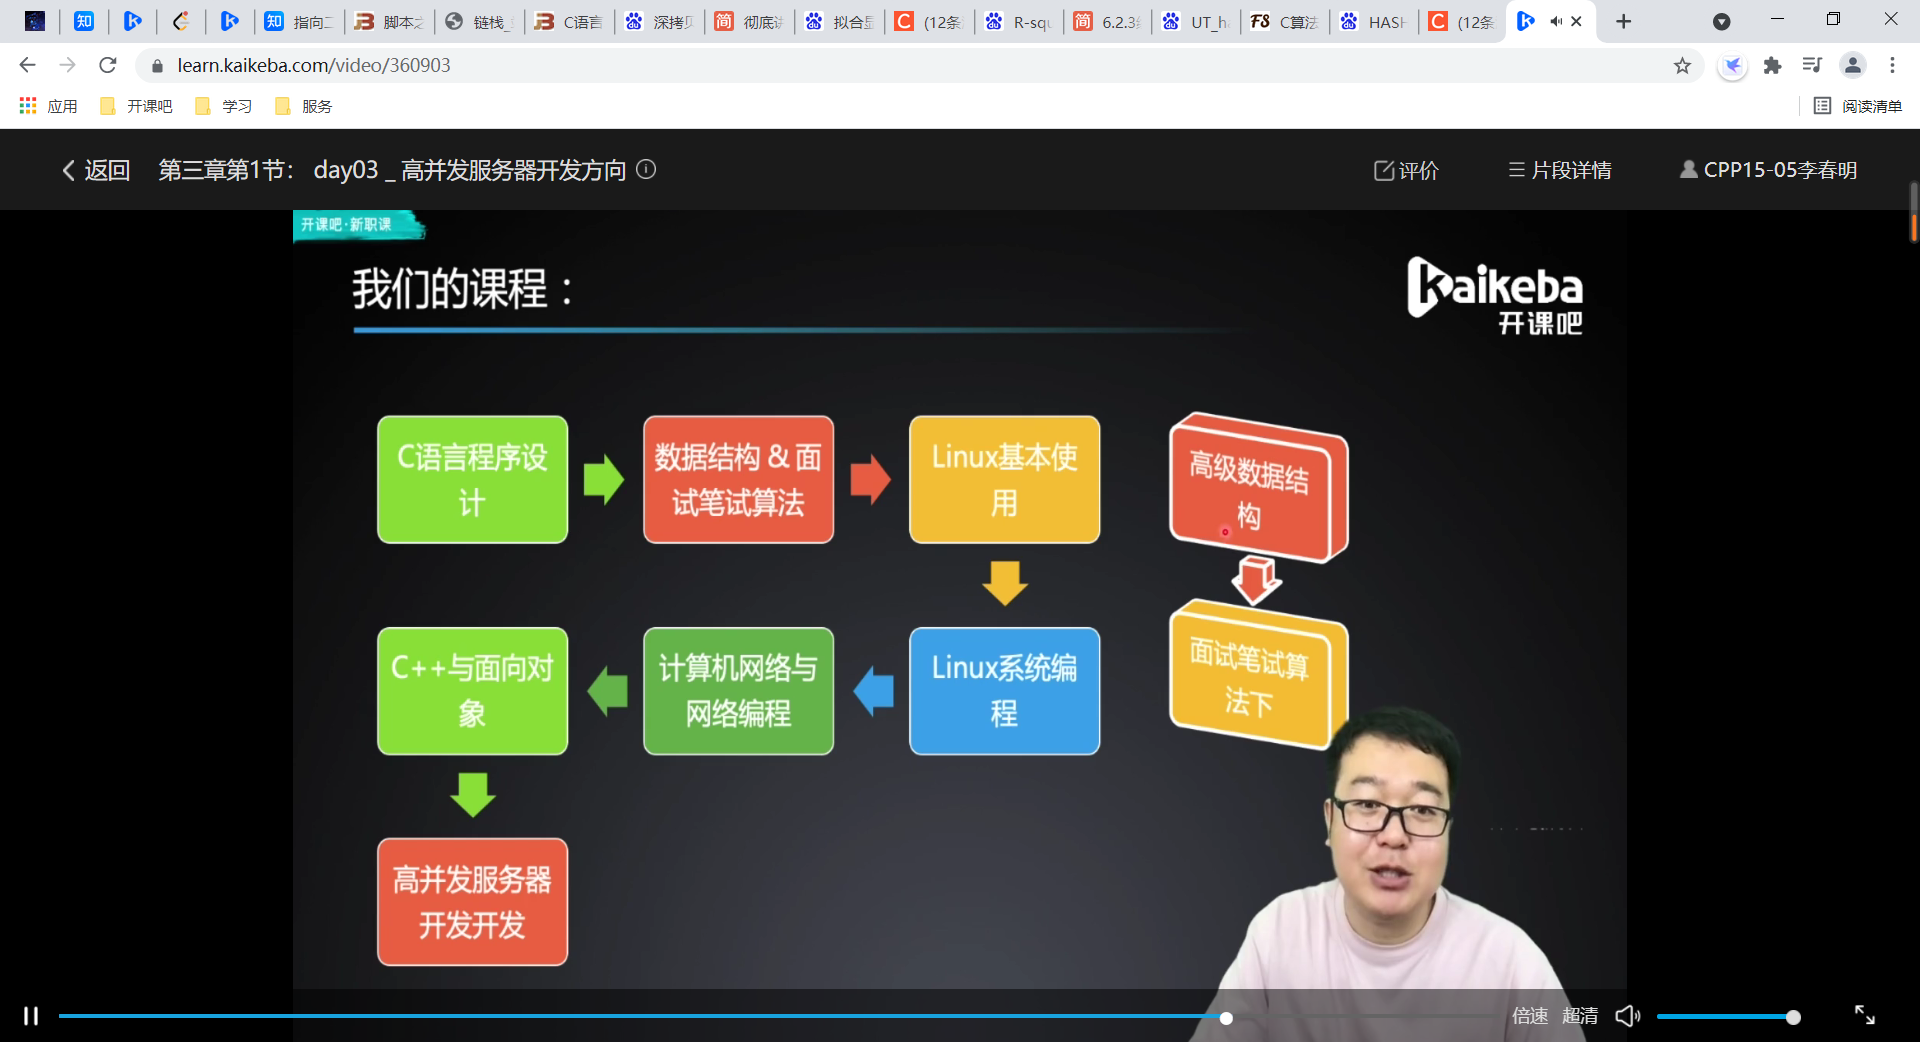 知
知
指向二
B
脚本之
链栈_
B
C语言
深拷贝
简
彻底讲
拟合显
C
(12条
R-squ
简
6.2.3
UT_h
F8
C算法
HASH
C
(12条
learn.kaikeba.com/video/360903
应用
开课吧
学习
服务
阅读清单
返回
第三章第1节: day03 _ 高并发服务器开发方向
评价
片段详情
CPP15-05李春明
开课吧·新职课
我们的课程：
kaikeba
开课吧
C语言程序设
计
数据结构 & 面
试笔试算法
Linux基本使
用
高级数据结
构
C++与面向对
象
计算机网络与
网络编程
Linux系统编
程
面试笔试算
法下
高并发服务器
开发开发
倍速
超清